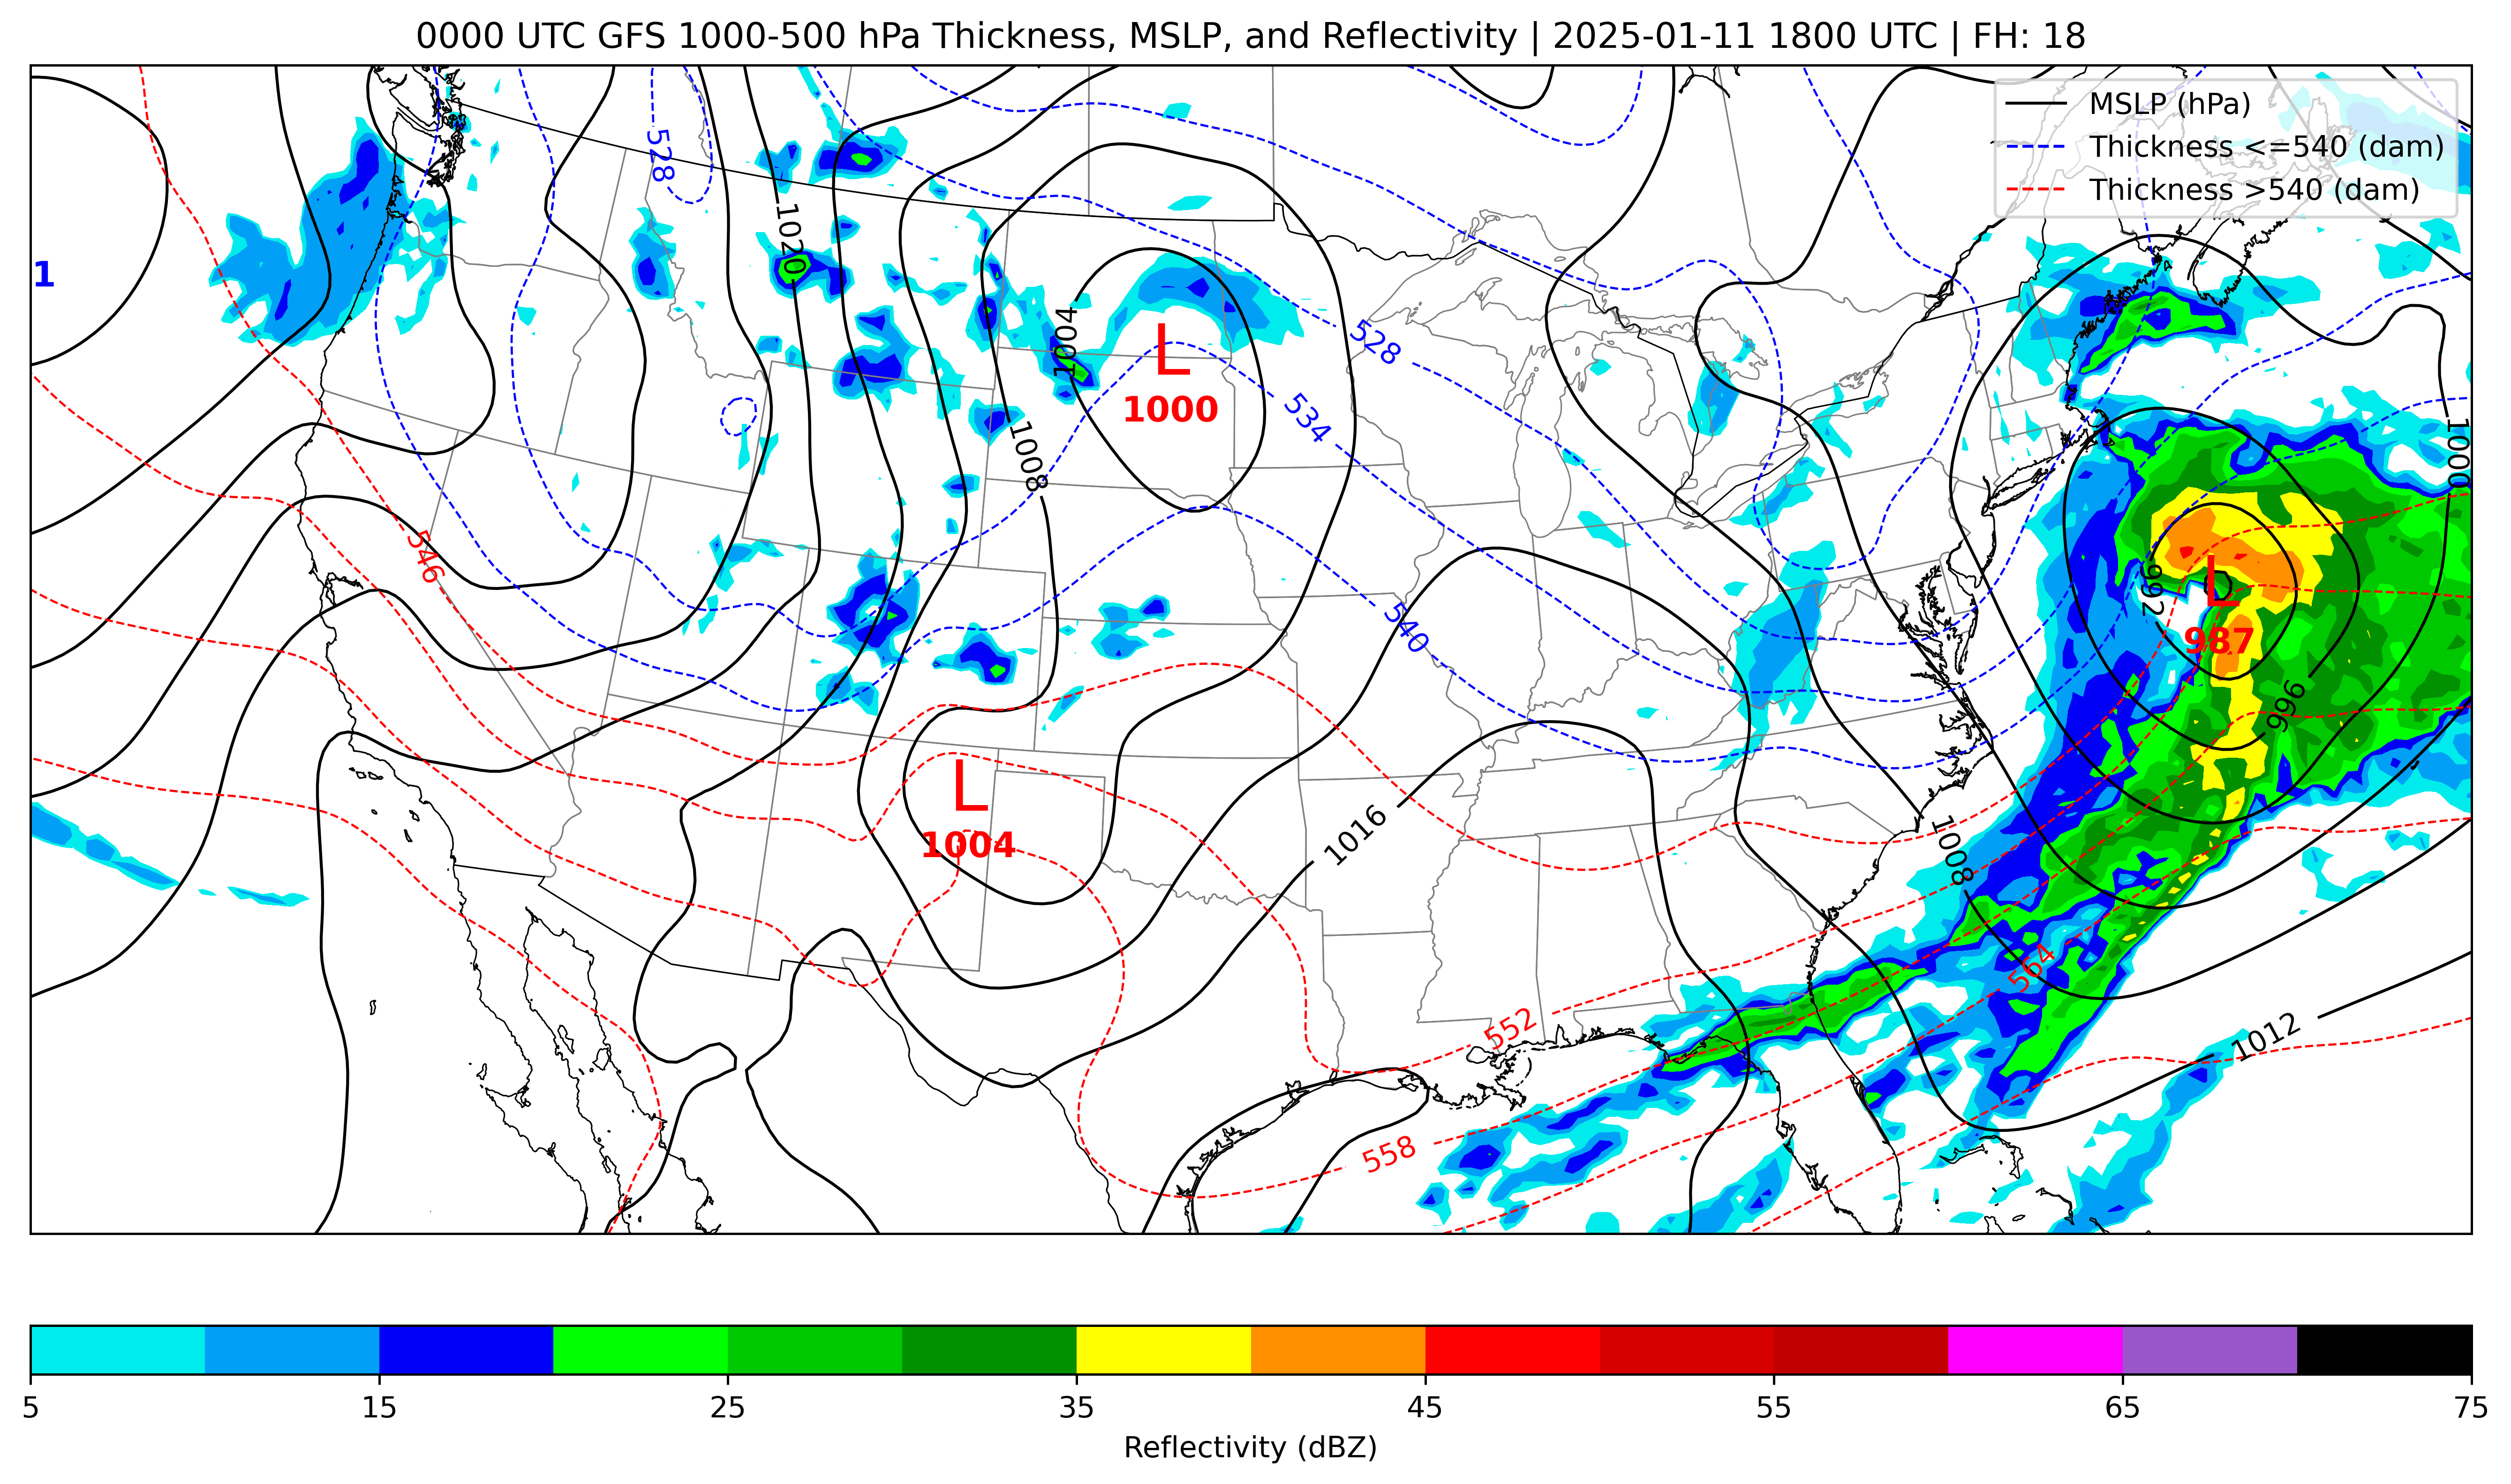 0000 UTC GFS 1000-500 hPa Thickness, MSLP, and Reflectivity | 2025-01-11 1800 UTC | FH: 18
MSLP (hPa)
Thickness <=540 (dam)
Thickness >540 (dam)
528
1020
1
1004
L
1000
528
534
1008
1000
546
540
992
L
987
996
L
1004
1016
1008
564
552
1012
558
5 15 25 35 45 55 65 75
Reflectivity (dBZ)